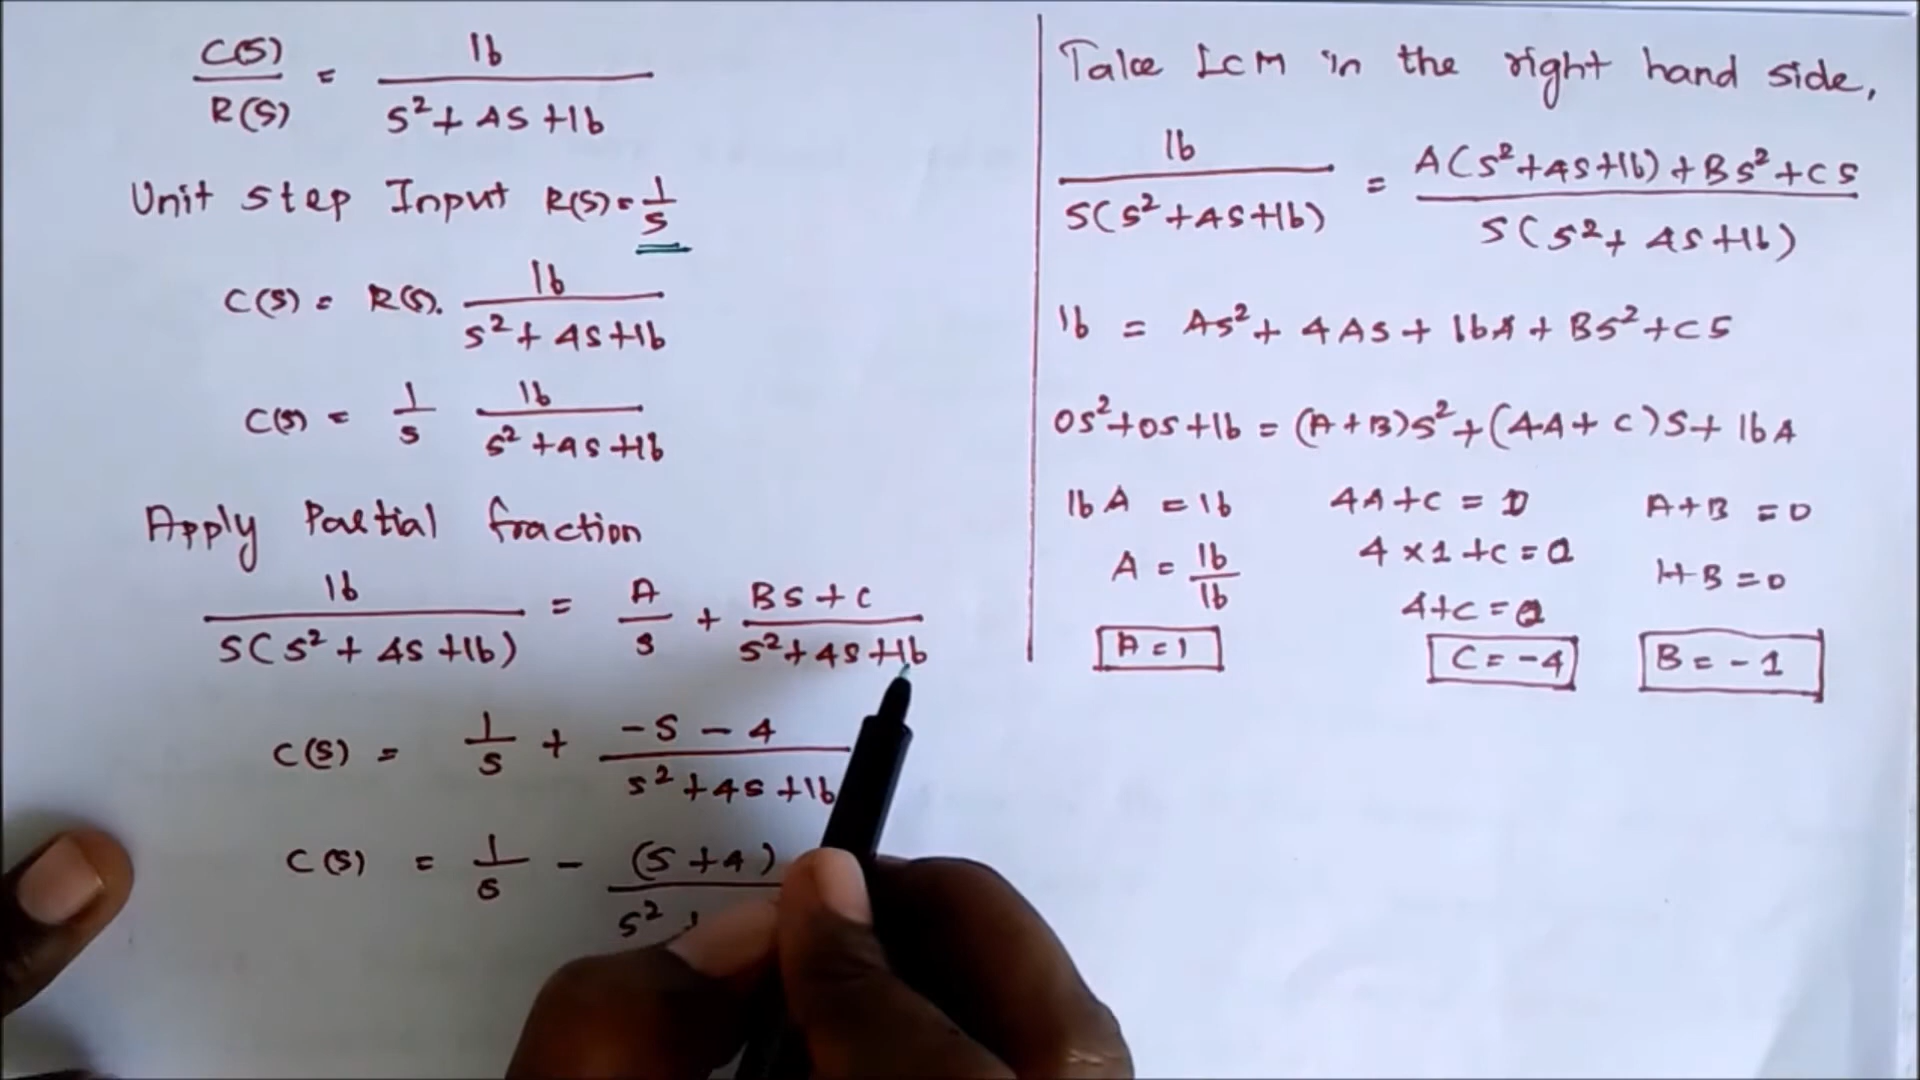 C(S)/R(S) = 16/(S²+4S+16)
Unit step Input R(S)=1/S
C(S) = R(S). 16/(S²+4S+16)
C(S) = 1/S 16/(S²+4S+16)
Apply Partial fraction
16/(S(S²+4S+16)) = A/S + (BS+C)/(S²+4S+16)
C(S) = 1/S + (-S-4)/(S²+4S+16)
C(S) = 1/S - (S+4)/S²
Take LCM in the right hand side,
16/(S(S²+4S+16)) = (A(S²+4S+16)+BS²+CS)/(S(S²+4S+16))
16 = AS²+4AS+16A+BS²+CS
0S²+0S+16=(A+B)S²+(4A+C)S+16A
16A = 16 4A+C = 0 A+B = 0
A = 16/16 4×1+C=0 1+B=0
4+C=0
A=1 C=-4 B=-1